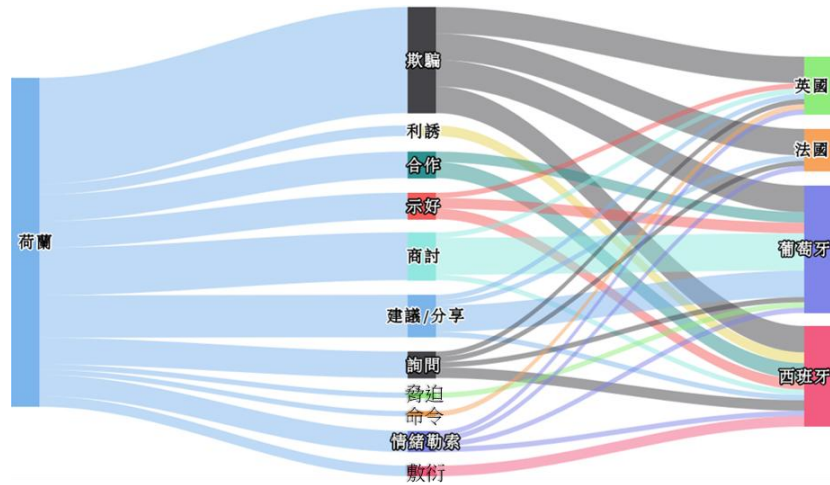 荷蘭
欺騙
利誘
合作
示好
商討
建議/分享
詢問
脅迫
命令
情緒勒索
敷衍
英國
法國
葡萄牙
西班牙